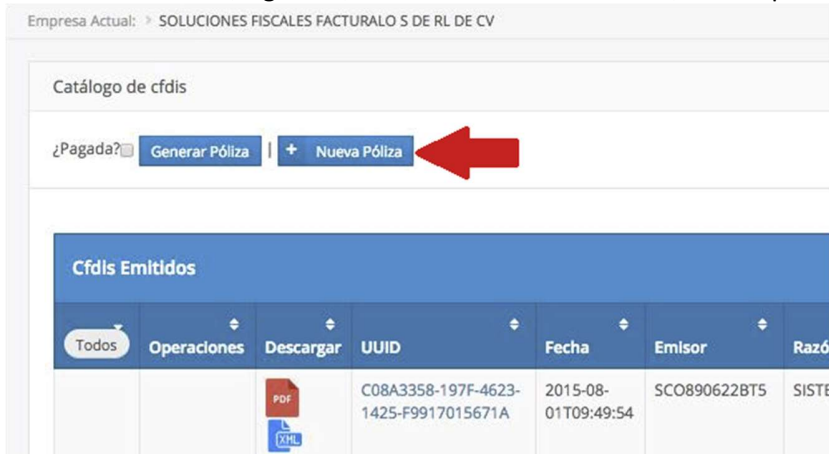 Empresa Actual: > SOLUCIONES FISCALES FACTURALO S DE RL DE CV
Catálogo de cfdis
¿Pagada? Generar Póliza | + Nueva Póliza
Cfdis Emitidos
Todos Operaciones Descargar UUID Fecha Emisor Razó
PDF C08A3358-197F-4623- 2015-08- SCO890622BT5 SISTE
XML 1425-F9917015671A 01T09:49:54